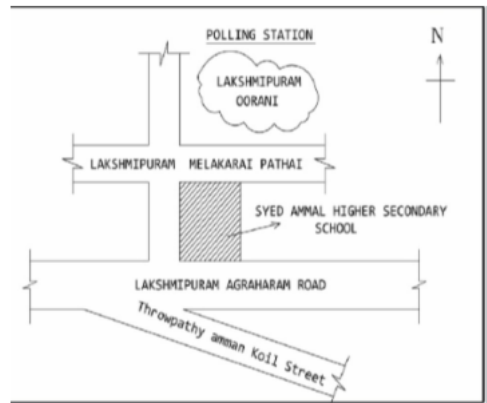 POLLING STATION
N
LAKSHMIPURAM
OORANI
LAKSHMIPURAM MELAKARAI PATHAI
SYED AMMAL HIGHER SECONDARY
SCHOOL
LAKSHMIPURAM AGRAHARAM ROAD
Throwpathy amman Koil Street